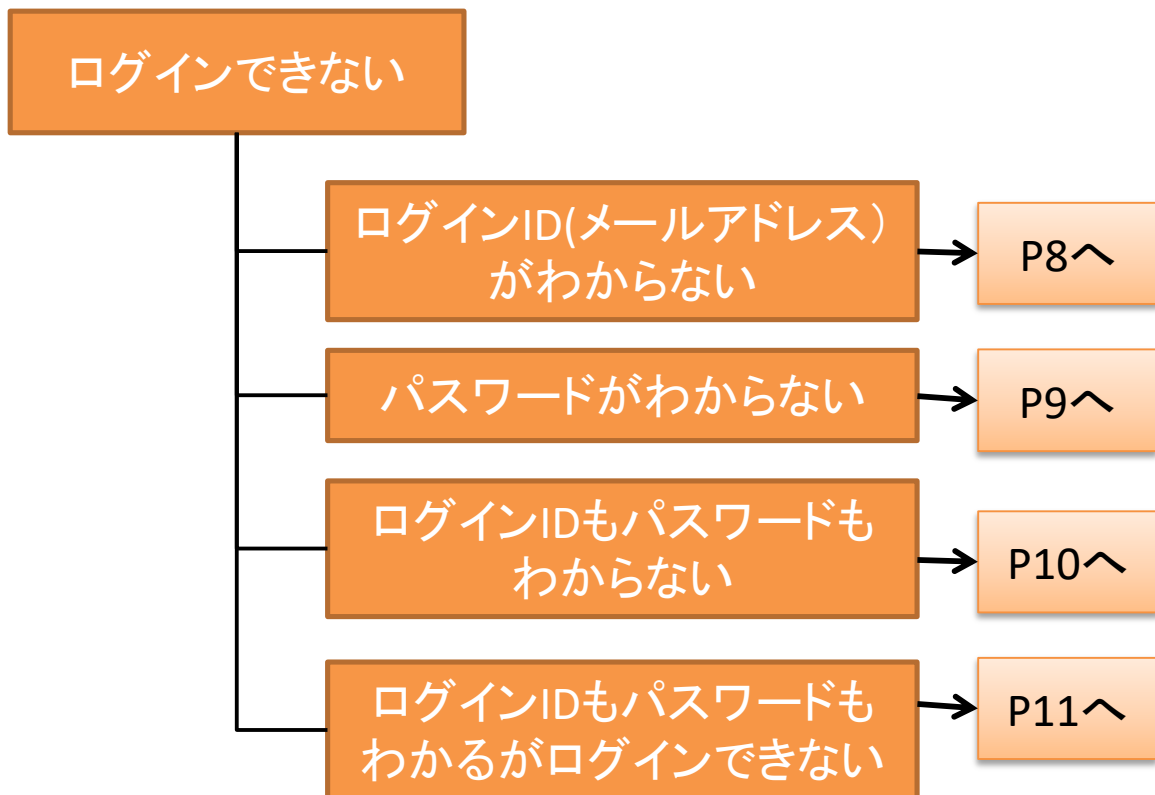 ログインできない
ログインID(メールアドレス）
がわからない
P8へ
パスワードがわからない
P9へ
ログインIDもパスワードも
わからない
P10へ
ログインIDもパスワードも
わかるがログインできない
P11へ